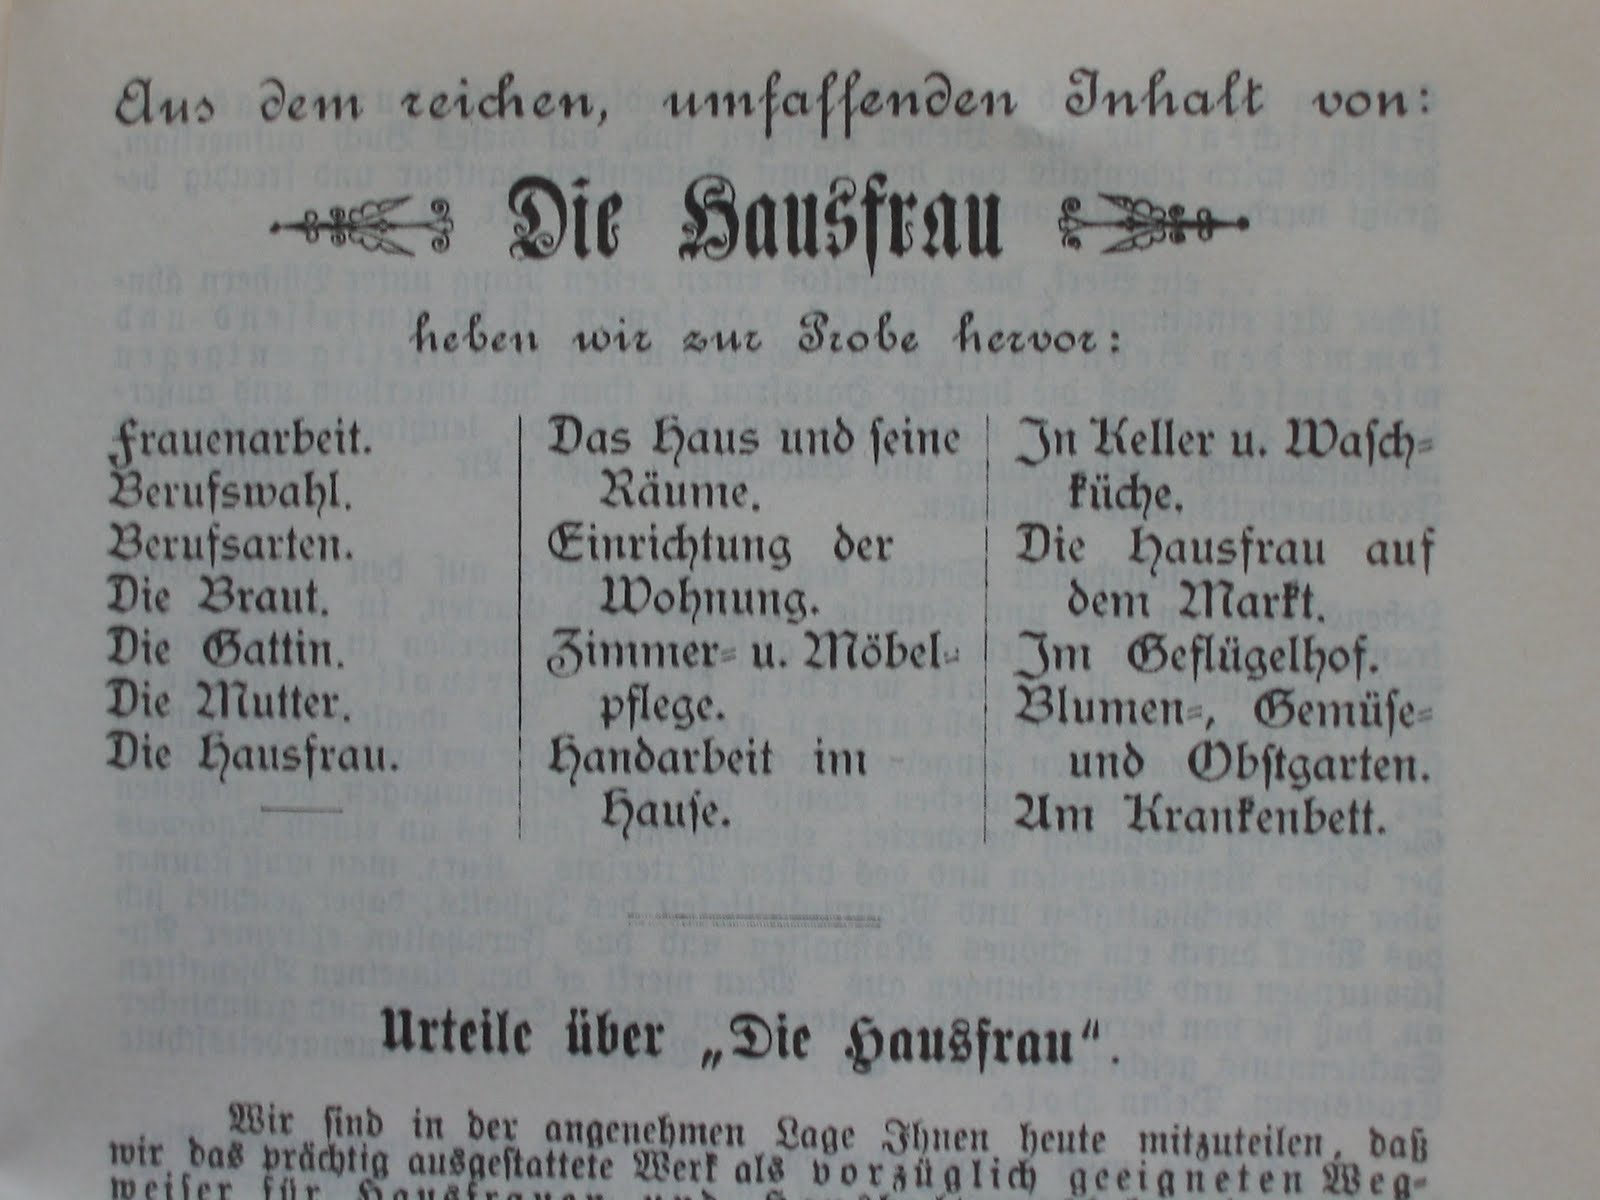 Aus dem reichen, umfassenden Inhalt von:
Die Hausfrau
heben wir zur Probe hervor:
Frauenarbeit.
Berufswahl.
Berufsarten.
Die Braut.
Die Gattin.
Die Mutter.
Die Hausfrau.
Das Haus und seine
Räume.
Einrichtung der
Wohnung.
Zimmer- u. Möbel-
pflege.
Handarbeit im
Hause.
In Keller u. Wasch-
küche.
Die Hausfrau auf
dem Markt.
Im Geflügelhof.
Blumen-, Gemüse-
und Obstgarten.
Am Krankenbett.
Urteile über „Die Hausfrau“.
Wir sind in der angenehmen Lage Ihnen heute mitzuteilen, daß
wir das prächtig ausgestattete Werk als vorzüglich geeigneten Weg-
weiser für Hausfrauen und